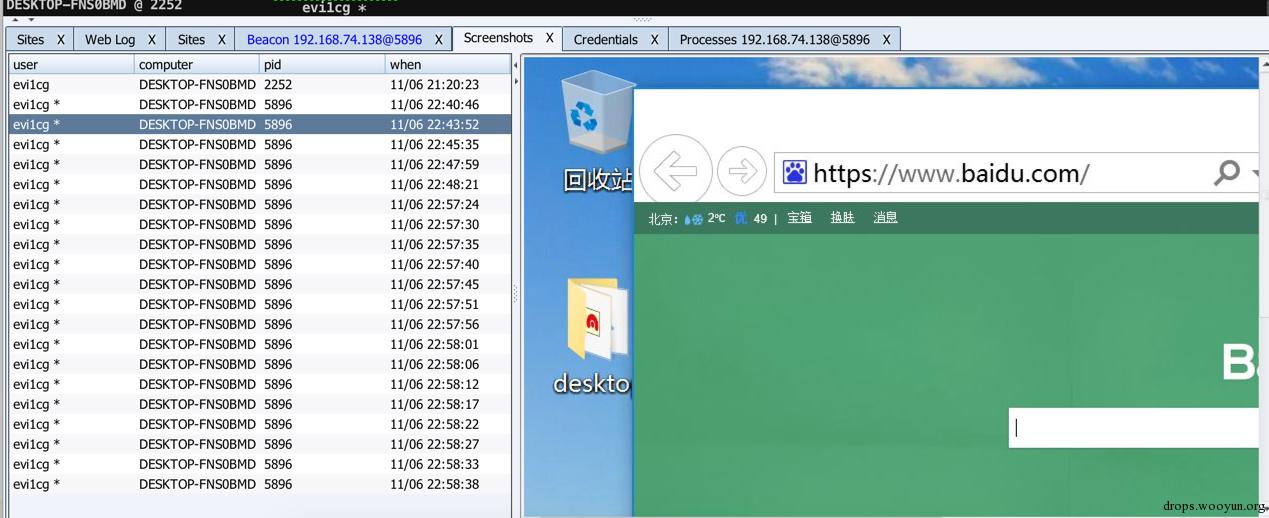 DESKTOP-FNS0BMD @ 2252
evi1cg *
Sites X Web Log X Sites X Beacon 192.168.74.138@5896 X Screenshots X Credentials X Processes 192.168.74.138@5896 X
user computer pid when
evi1cg DESKTOP-FNS0BMD 2252 11/06 21:20:23
evi1cg * DESKTOP-FNS0BMD 5896 11/06 22:40:46
evi1cg * DESKTOP-FNS0BMD 5896 11/06 22:43:52
evi1cg * DESKTOP-FNS0BMD 5896 11/06 22:45:35
evi1cg * DESKTOP-FNS0BMD 5896 11/06 22:47:59
evi1cg * DESKTOP-FNS0BMD 5896 11/06 22:48:21
evi1cg * DESKTOP-FNS0BMD 5896 11/06 22:57:24
evi1cg * DESKTOP-FNS0BMD 5896 11/06 22:57:30
evi1cg * DESKTOP-FNS0BMD 5896 11/06 22:57:35
evi1cg * DESKTOP-FNS0BMD 5896 11/06 22:57:40
evi1cg * DESKTOP-FNS0BMD 5896 11/06 22:57:45
evi1cg * DESKTOP-FNS0BMD 5896 11/06 22:57:51
evi1cg * DESKTOP-FNS0BMD 5896 11/06 22:57:56
evi1cg * DESKTOP-FNS0BMD 5896 11/06 22:58:01
evi1cg * DESKTOP-FNS0BMD 5896 11/06 22:58:06
evi1cg * DESKTOP-FNS0BMD 5896 11/06 22:58:12
evi1cg * DESKTOP-FNS0BMD 5896 11/06 22:58:17
evi1cg * DESKTOP-FNS0BMD 5896 11/06 22:58:22
evi1cg * DESKTOP-FNS0BMD 5896 11/06 22:58:27
evi1cg * DESKTOP-FNS0BMD 5896 11/06 22:58:33
evi1cg * DESKTOP-FNS0BMD 5896 11/06 22:58:38
回收站
https://www.baidu.com/
北京: 2℃ 优 49 | 宝箱 换肤 消息
deskto
Ba
drops.wooyun.org